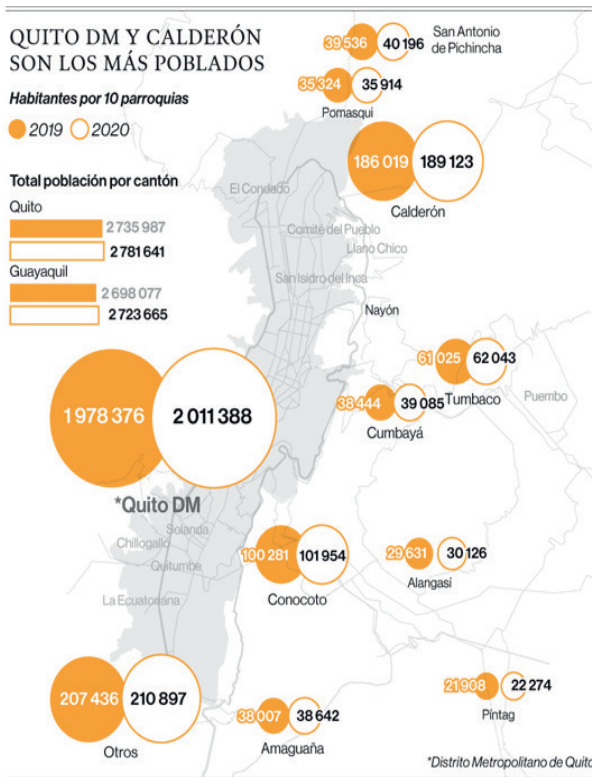 QUITO DM Y CALDERÓN
SON LOS MÁS POBLADOS
Habitantes por 10 parroquias
2019 2020
Total población por cantón
Quito
2 735 987
2 781 641
Guayaquil
2 698 077
2 723 665
39 536 40 196
San Antonio
de Pichincha
35 324 35 914
Pomasqui
186 019 189 123
Calderón
El Condado
Comité del Pueblo
Llano Chico
San Isidro del Inca
Nayón
61 025 62 043
Tumbaco
Puembo
38 444 39 085
Cumbayá
1 978 376 2 011 388
*Quito DM
Solanda
Chillogallo
Quitumbe
La Ecuatoriana
100 281 101 954
Conocoto
29 631 30 126
Alangasí
207 436 210 897
Otros
38 007 38 642
Amaguaña
21 908 22 274
Píntag
*Distrito Metropolitano de Quito